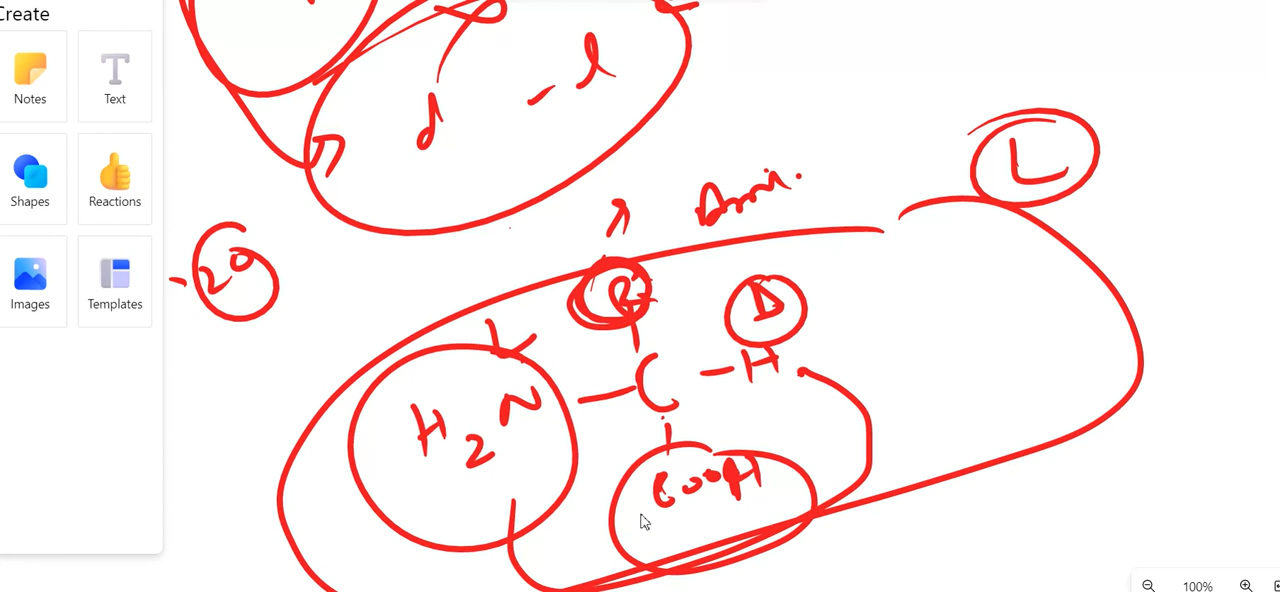 Create
Notes Text
Shapes Reactions
Images Templates
d - l
L
-20
R
D
H2N - C - H
COOH
100%